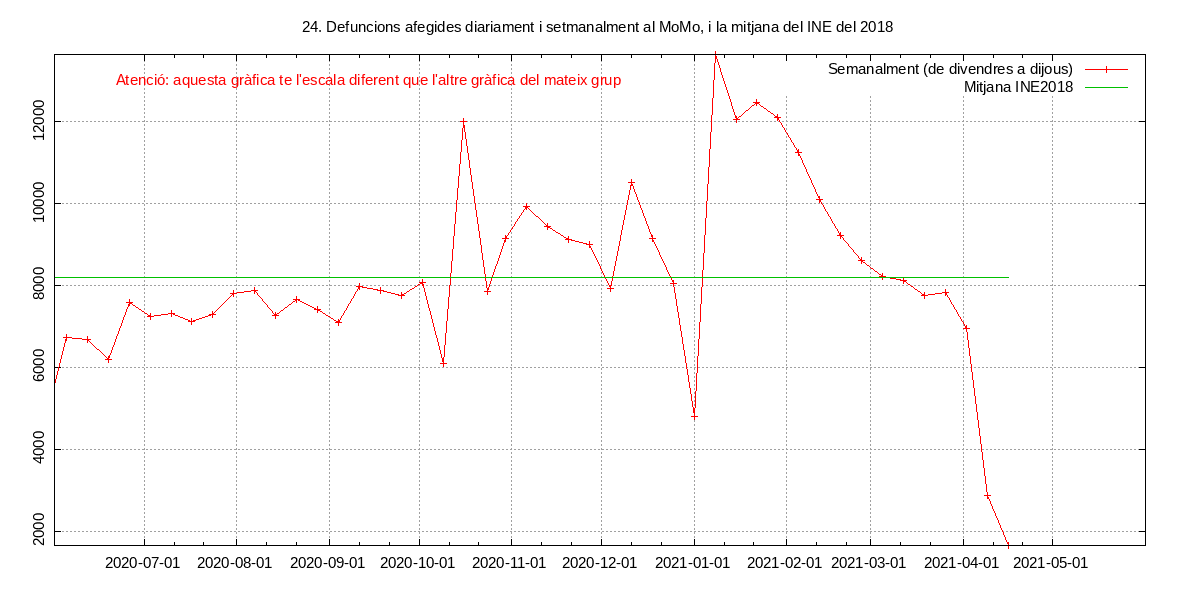 24. Defuncions afegides diariament i setmanalment al MoMo, i la mitjana del INE del 2018
Atenció: aquesta gràfica te l'escala diferent que l'altre gràfica del mateix grup
Semanalment (de divendres a dijous)
Mitjana INE2018
12000
10000
8000
6000
4000
2000
2020-07-01 2020-08-01 2020-09-01 2020-10-01 2020-11-01 2020-12-01 2021-01-01 2021-02-01 2021-03-01 2021-04-01 2021-05-01